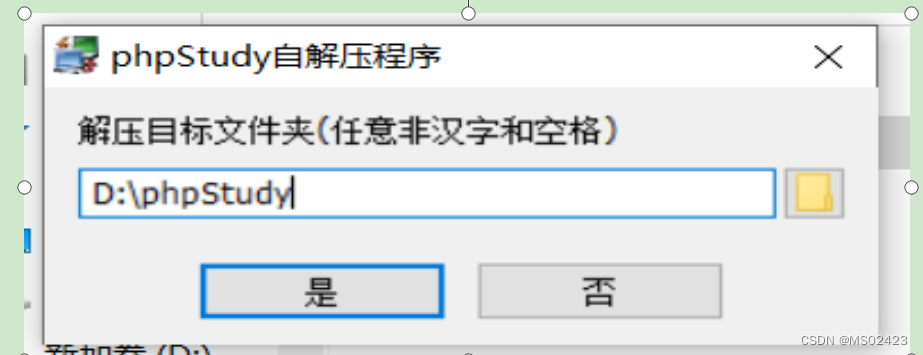 phpStudy自解压程序
解压目标文件夹(任意非汉字和空格)
D:\phpStudy
是
否
新加卷 (D:)
CSDN @MS02423